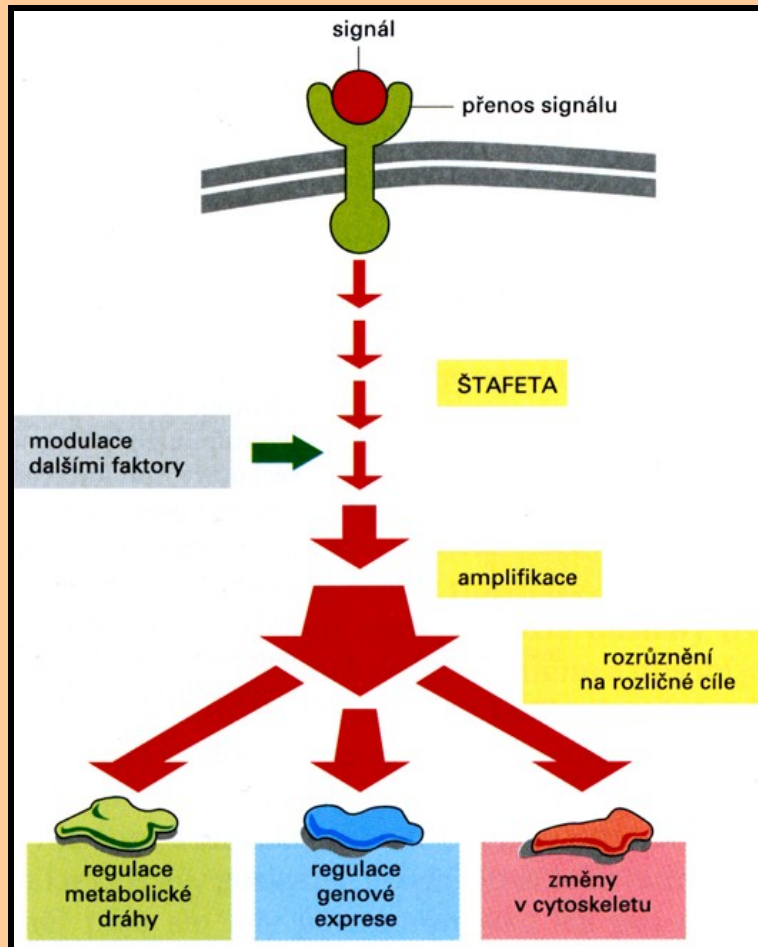 signál
přenos signálu
ŠTAFETA
modulace
dalšími faktory
amplifikace
rozrůznění
na rozličné cíle
regulace
metabolické
dráhy
regulace
genové
exprese
změny
v cytoskeletu